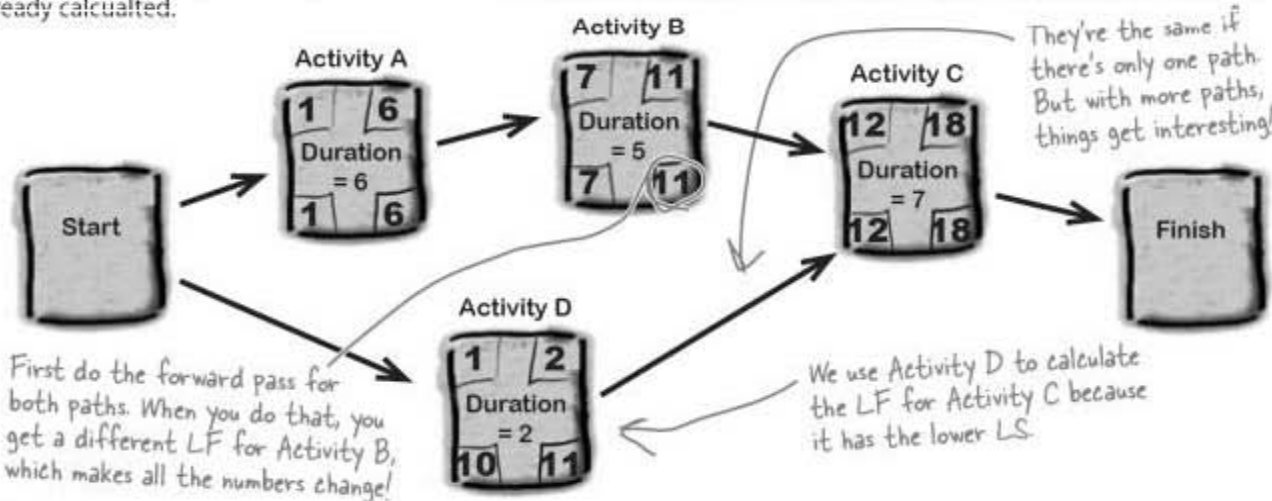 eady calcualted.
Activity B
They're the same if
there's only one path.
But with more paths,
things get interesting!
Activity A
7 11
Duration
= 5
7 11
Activity C
1 6
Duration
= 6
1 6
12 18
Duration
= 7
12 18
Start
Finish
Activity D
1 2
Duration
= 2
10 11
First do the forward pass for
both paths. When you do that, you
get a different LF for Activity B,
which makes all the numbers change!
We use Activity D to calculate
the LF for Activity C because
it has the lower LS.